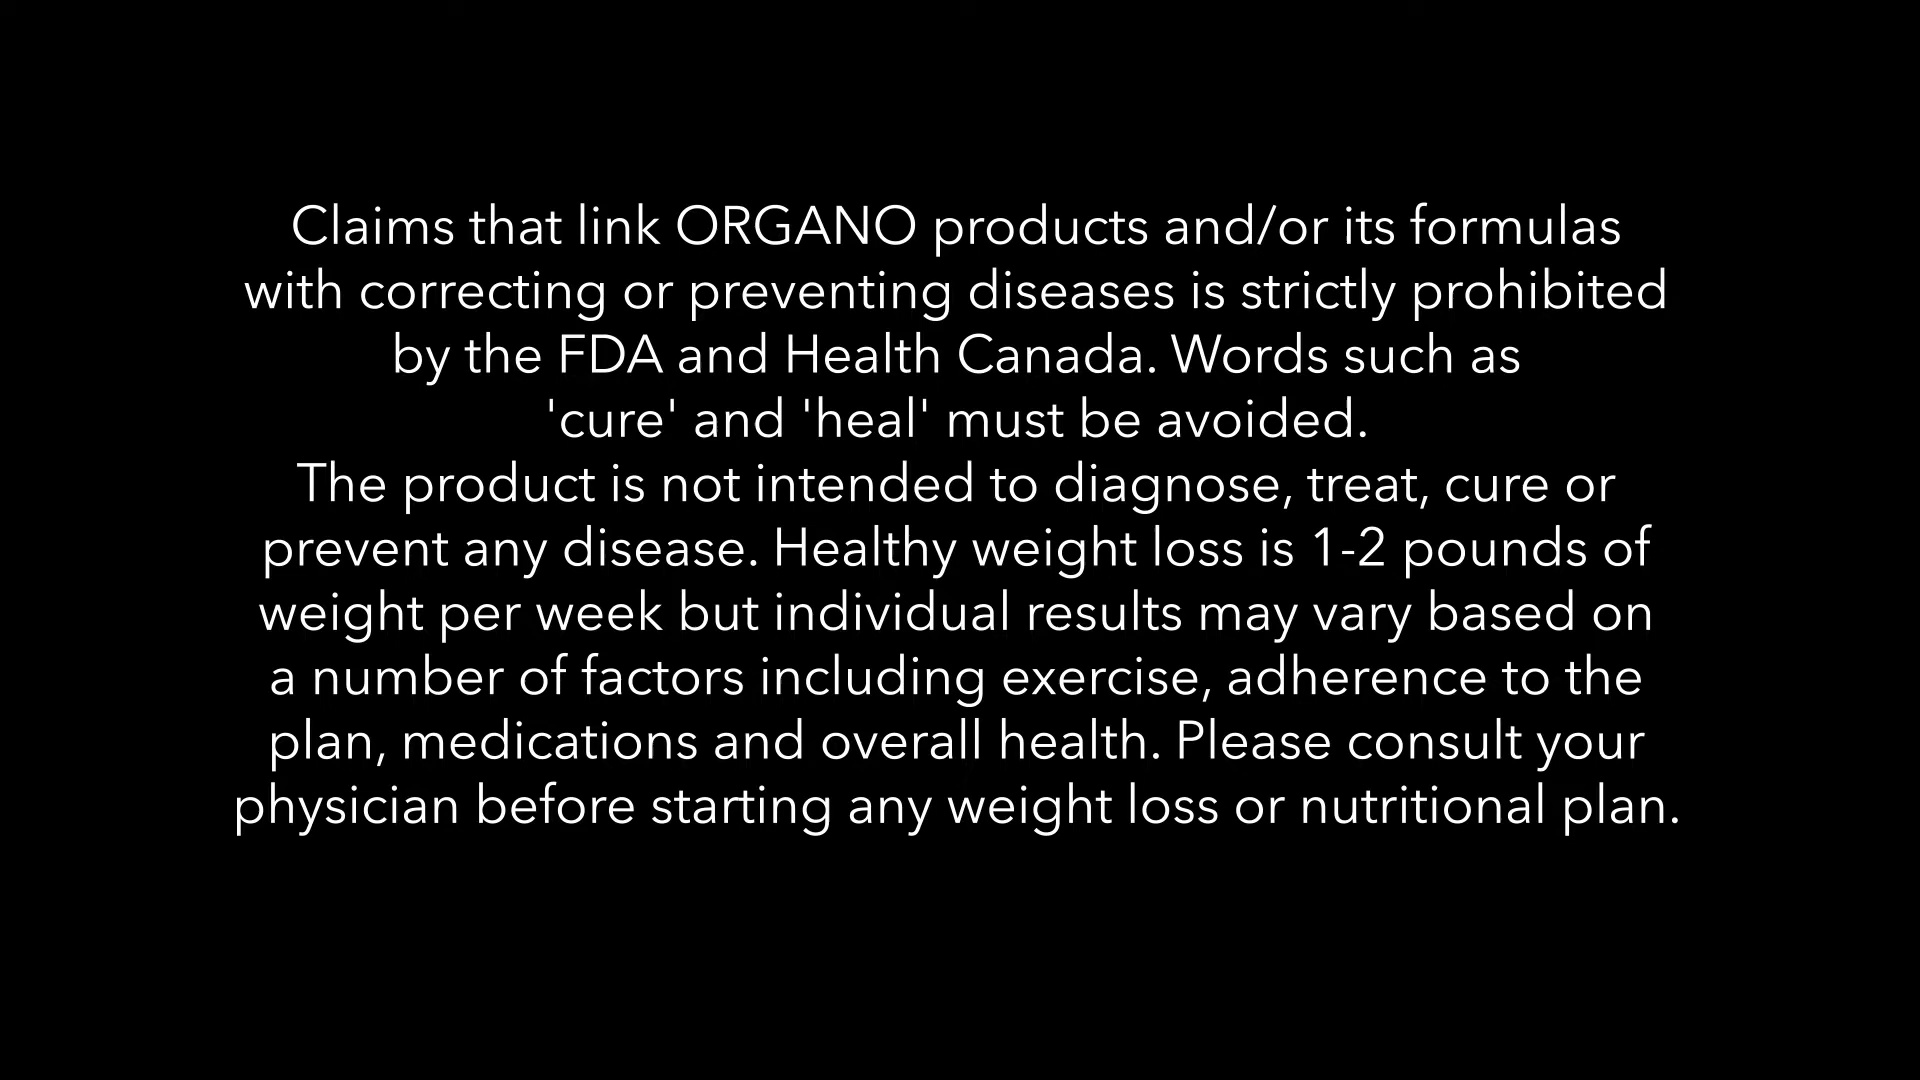 Claims that link ORGANO products and/or its formulas
with correcting or preventing diseases is strictly prohibited
by the FDA and Health Canada. Words such as
'cure' and 'heal' must be avoided.
The product is not intended to diagnose, treat, cure or
prevent any disease. Healthy weight loss is 1-2 pounds of
weight per week but individual results may vary based on
a number of factors including exercise, adherence to the
plan, medications and overall health. Please consult your
physician before starting any weight loss or nutritional plan.